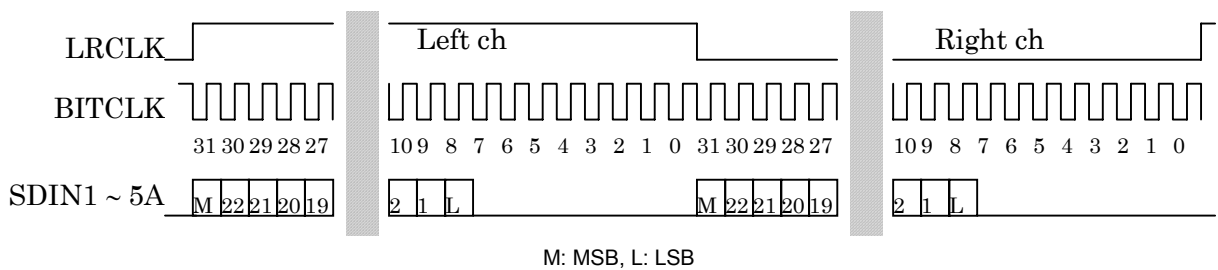 LRCLK Left ch Right ch
BITCLK
31 30 29 28 27 10 9 8 7 6 5 4 3 2 1 0 31 30 29 28 27 10 9 8 7 6 5 4 3 2 1 0
SDIN1 ~ 5A M 22 21 20 19 2 1 L M 22 21 20 19 2 1 L
M: MSB, L: LSB